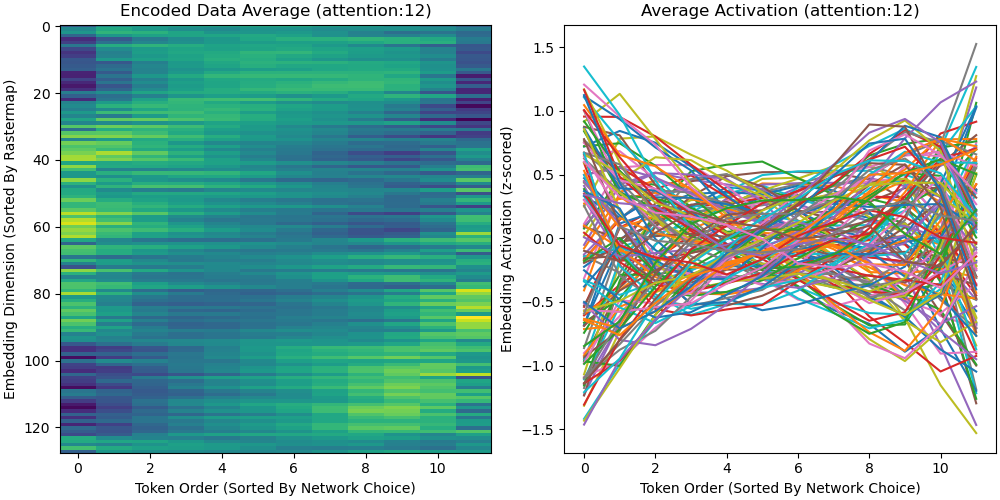 Encoded Data Average (attention:12)
Embedding Dimension (Sorted By Rastermap)
0
20
40
60
80
100
120
0 2 4 6 8 10
Token Order (Sorted By Network Choice)
Average Activation (attention:12)
Embedding Activation (z-scored)
1.5
1.0
0.5
0.0
−0.5
−1.0
−1.5
0 2 4 6 8 10
Token Order (Sorted By Network Choice)